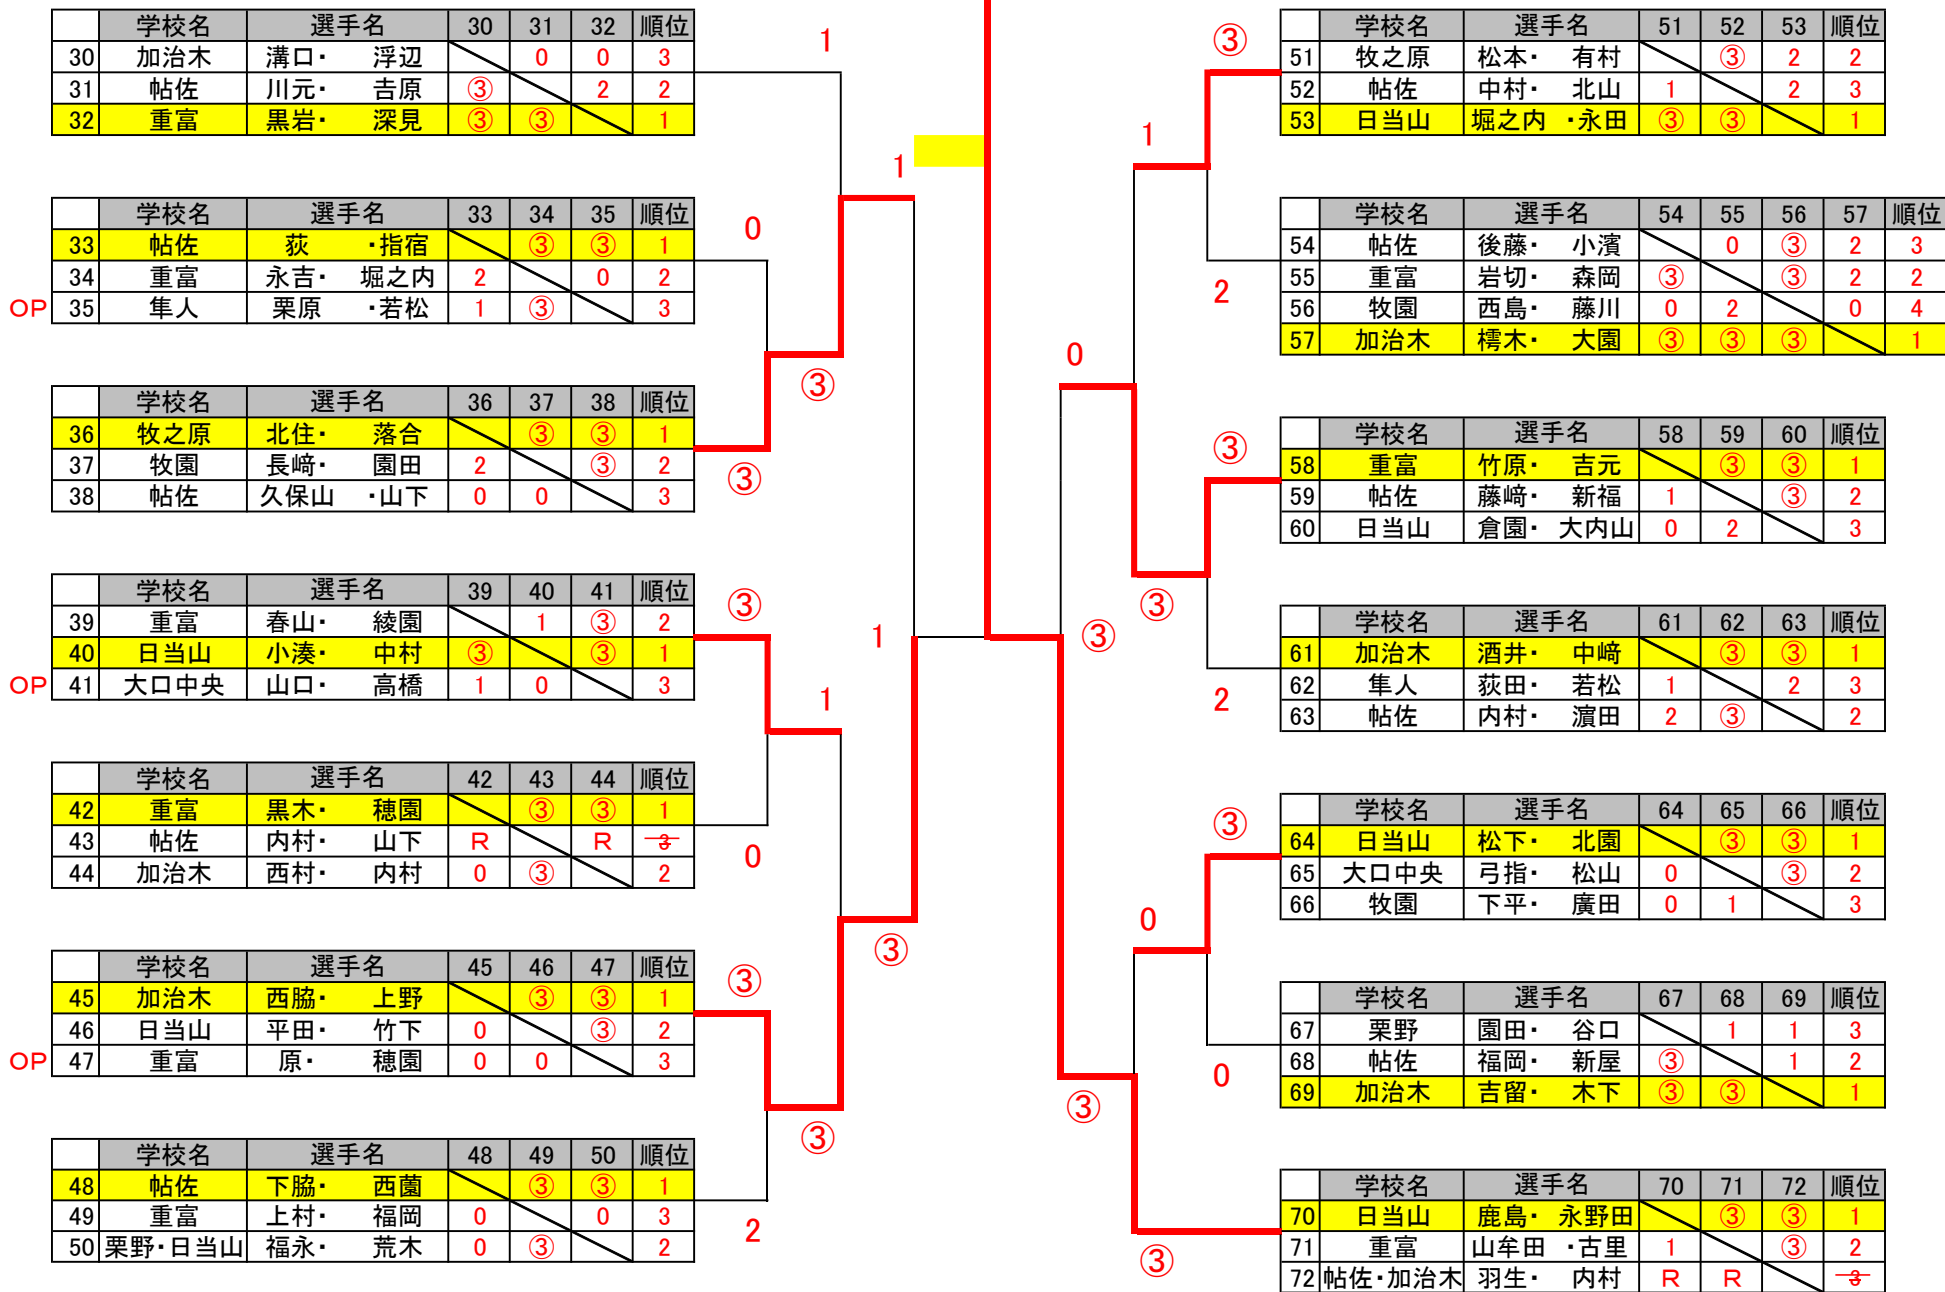 学校名 選手名 30 31 32 順位
30 加治木 溝口・ 浮辺 0 0 3
31 帖佐 川元・ 吉原 ③ 2 2
32 重富 黒岩・ 深見 ③ ③ 1
1
学校名 選手名 33 34 35 順位
33 帖佐 荻 ・指宿 ③ ③ 1
34 重富 永吉・ 堀之内 2 0 2
OP 35 隼人 栗原 ・若松 1 ③ 3
0
1
③
学校名 選手名 36 37 38 順位
36 牧之原 北住・ 落合 ③ ③ 1
37 牧園 長﨑・ 園田 2 ③ 2
38 帖佐 久保山 ・山下 0 0 3
③
学校名 選手名 39 40 41 順位
39 重富 春山・ 綾園 1 ③ 2
40 日当山 小湊・ 中村 ③ ③ 1
OP 41 大口中央 山口・ 高橋 1 0 3
③
1
1
学校名 選手名 42 43 44 順位
42 重富 黒木・ 穂園 ③ ③ 1
43 帖佐 内村・ 山下 R R 3
44 加治木 西村・ 内村 0 ③ 2
0
③
学校名 選手名 45 46 47 順位
45 加治木 西脇・ 上野 ③ ③ 1
46 日当山 平田・ 竹下 0 ③ 2
OP 47 重富 原・ 穂園 0 0 3
③
③
学校名 選手名 48 49 50 順位
48 帖佐 下脇・ 西薗 ③ ③ 1
49 重富 上村・ 福岡 0 0 3
50 栗野・日当山 福永・ 荒木 0 ③ 2
2
③
学校名 選手名 51 52 53 順位
51 牧之原 松本・ 有村 ③ 2 2
52 帖佐 中村・ 北山 1 2 3
53 日当山 堀之内 ・永田 ③ ③ 1
1
学校名 選手名 54 55 56 57 順位
54 帖佐 後藤・ 小濱 0 ③ 2 3
55 重富 岩切・ 森岡 ③ ③ 2 2
56 牧園 西島・ 藤川 0 2 0 4
57 加治木 樗木・ 大園 ③ ③ ③ 1
2
0
③
学校名 選手名 58 59 60 順位
58 重富 竹原・ 吉元 ③ ③ 1
59 帖佐 藤﨑・ 新福 1 ③ 2
60 日当山 倉園・ 大内山 0 2 3
③
③
学校名 選手名 61 62 63 順位
61 加治木 酒井・ 中﨑 ③ ③ 1
62 隼人 荻田・ 若松 1 2 3
63 帖佐 内村・ 濵田 2 ③ 2
2
③
学校名 選手名 64 65 66 順位
64 日当山 松下・ 北園 ③ ③ 1
65 大口中央 弓指・ 松山 0 ③ 2
66 牧園 下平・ 廣田 0 1 3
0
学校名 選手名 67 68 69 順位
67 栗野 園田・ 谷口 1 1 3
68 帖佐 福岡・ 新屋 ③ 1 2
69 加治木 吉留・ 木下 ③ ③ 1
0
③
学校名 選手名 70 71 72 順位
70 日当山 鹿島・ 永野田 ③ ③ 1
71 重富 山牟田 ・古里 1 ③ 2
72 帖佐・加治木 羽生・ 内村 R R 3
③